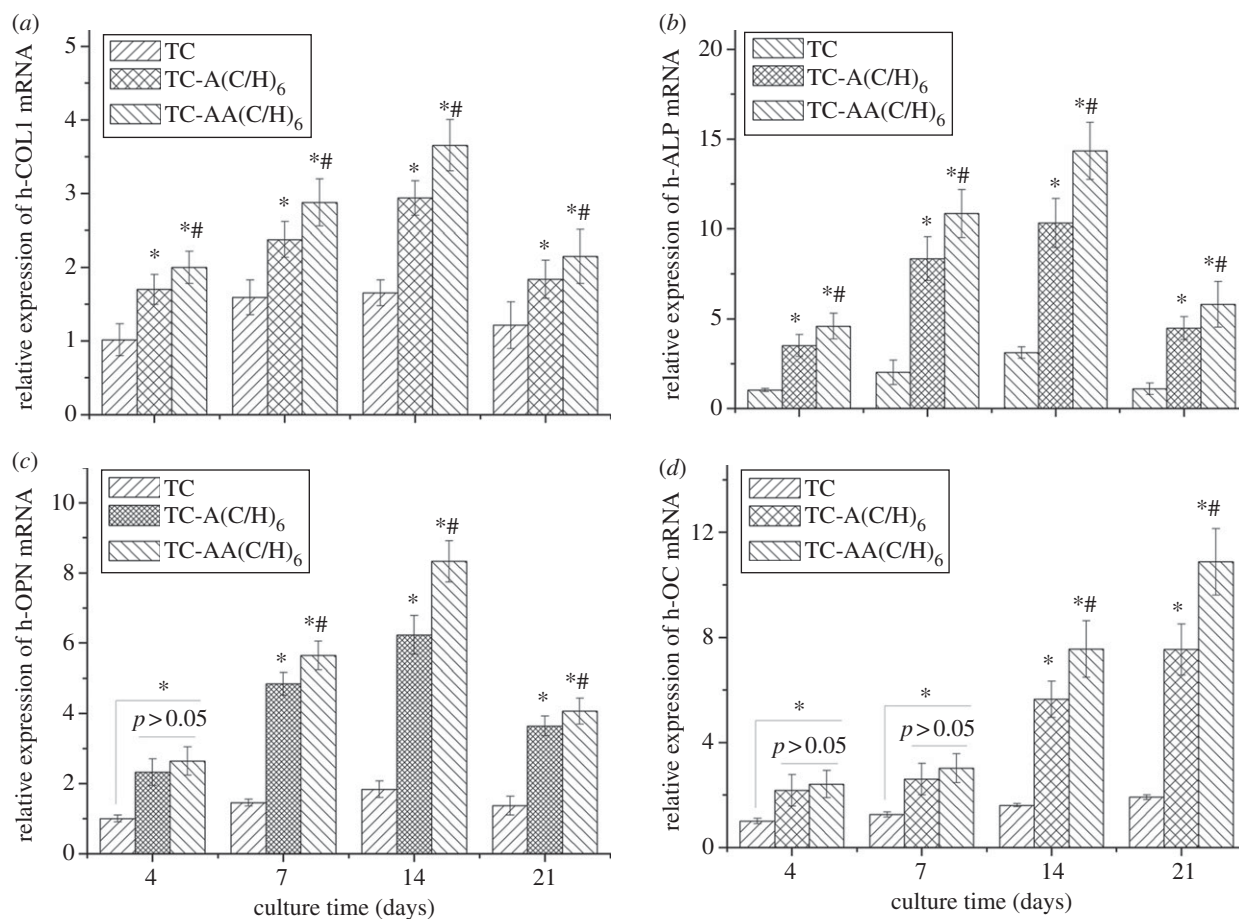 (a)
relative expression of h-COL1 mRNA
5
4
3
2
1
0
TC
TC-A(C/H)6
TC-AA(C/H)6
*
*#
*
*#
*
*#
*
*#
(b)
relative expression of h-ALP mRNA
20
15
10
5
0
TC
TC-A(C/H)6
TC-AA(C/H)6
*
*#
*
*#
*
*#
*
*#
(c)
relative expression of h-OPN mRNA
10
8
6
4
2
0
TC
TC-A(C/H)6
TC-AA(C/H)6
*
p > 0.05
*
*#
*
*#
*
*#
4 7 14 21
culture time (days)
(d)
relative expression of h-OC mRNA
12
8
4
0
TC
TC-A(C/H)6
TC-AA(C/H)6
*
p > 0.05
*
p > 0.05
*
*#
*
*#
4 7 14 21
culture time (days)